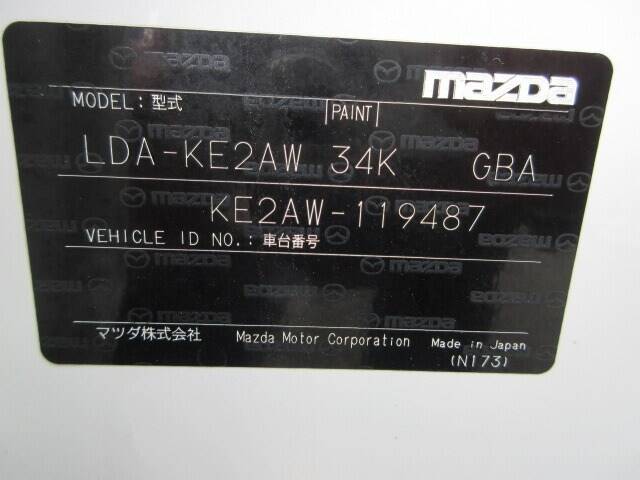 mazDa
MODEL: 型式 PAINT
LDA-KE2AW 34K GBA
KE2AW-119487
VEHICLE ID NO.: 車台番号
マツダ株式会社 Mazda Motor Corporation Made in Japan
(N173)